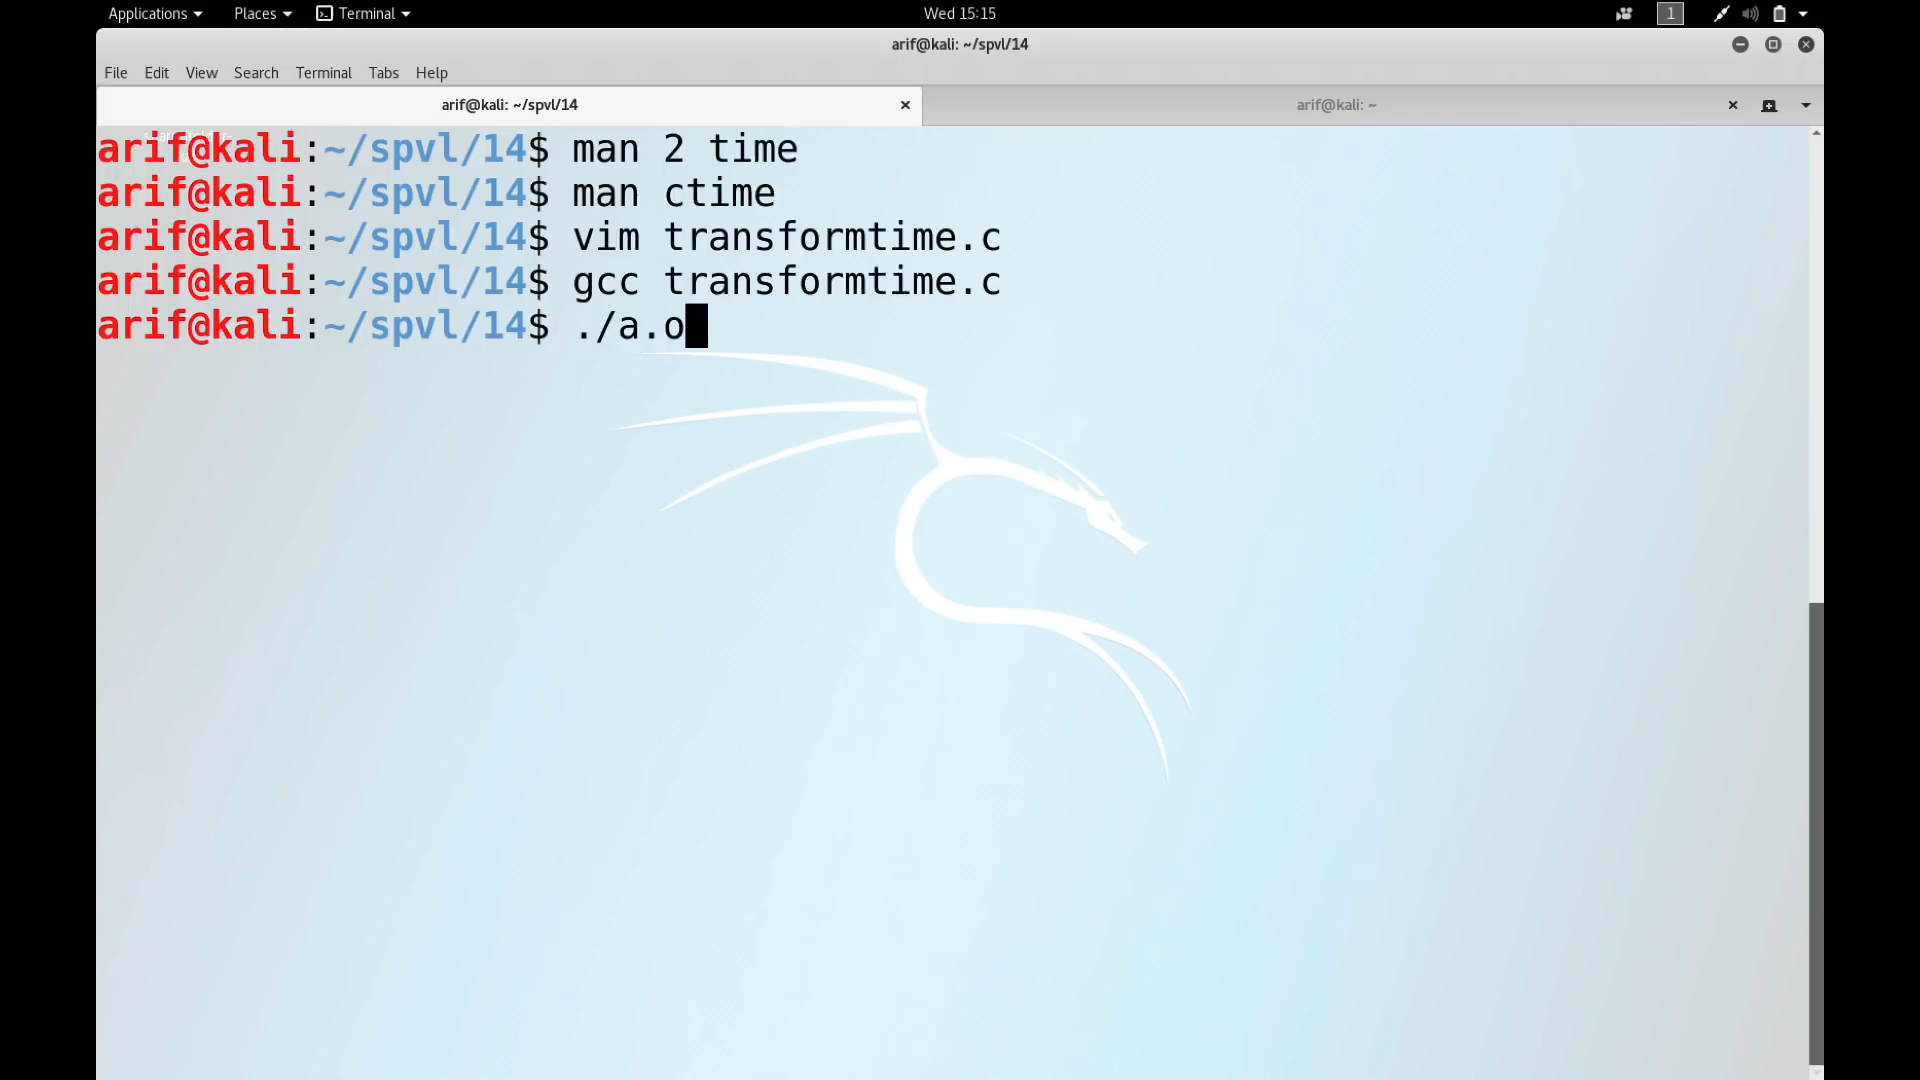 Applications Places Terminal Wed 15:15 1
arif@kali: ~/spvl/14
File Edit View Search Terminal Tabs Help
arif@kali: ~/spvl/14 arif@kali: ~
arif@kali:~/spvl/14$ man 2 time
arif@kali:~/spvl/14$ man ctime
arif@kali:~/spvl/14$ vim transformtime.c
arif@kali:~/spvl/14$ gcc transformtime.c
arif@kali:~/spvl/14$ ./a.o